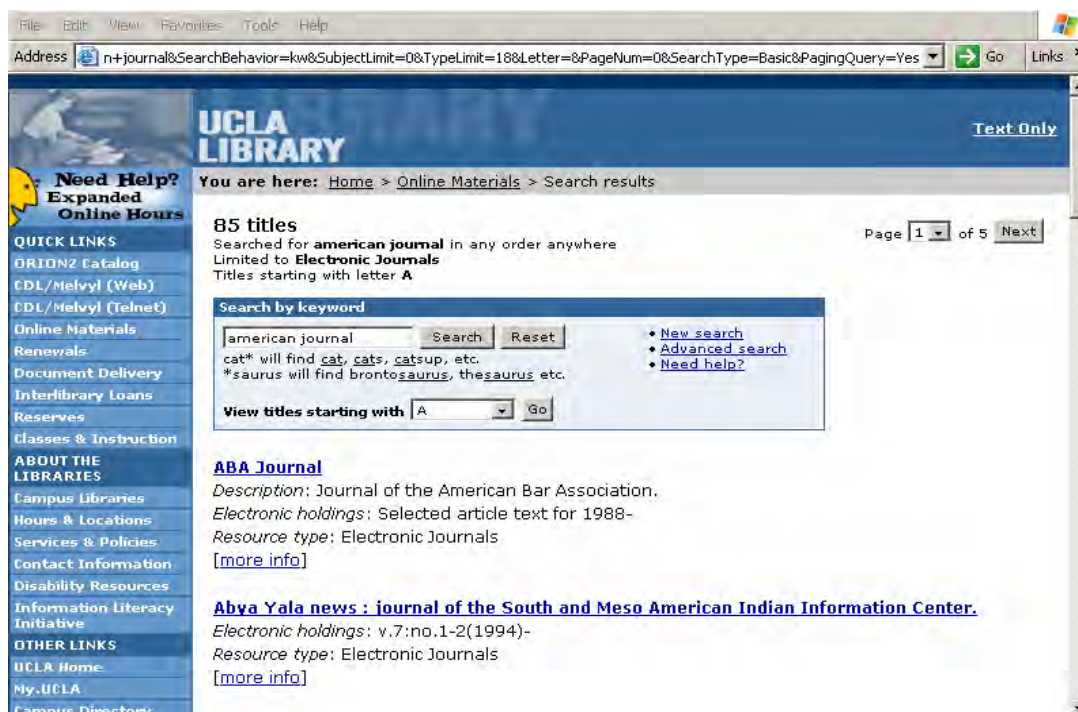 File Edit View Favorites Tools Help
Address n+journal&SearchBehavior=kw&SubjectLimit=0&TypeLimit=18&Letter=&PageNum=0&SearchType=Basic&PagingQuery=Yes Go Links
UCLA
LIBRARY
Text Only
Need Help?
Expanded
Online Hours
You are here: Home > Online Materials > Search results
85 titles
Searched for american journal in any order anywhere
Limited to Electronic Journals
Titles starting with letter A
Page 1 of 5 Next
Search by keyword
american journal Search Reset
cat* will find cat, cats, catsup, etc.
*saurus will find brontosaurus, thesaurus etc.
• New search
• Advanced search
• Need help?
View titles starting with A Go
ABA Journal
Description: Journal of the American Bar Association.
Electronic holdings: Selected article text for 1988-
Resource type: Electronic Journals
[more info]
Abya Yala news : journal of the South and Meso American Indian Information Center.
Electronic holdings: v.7:no.1-2(1994)-
Resource type: Electronic Journals
[more info]
QUICK LINKS
ORION2 Catalog
CDL/Melvyl (Web)
CDL/Melvyl (Telnet)
Online Materials
Renewals
Document Delivery
Interlibrary Loans
Reserves
Classes & Instruction
ABOUT THE
LIBRARIES
Campus Libraries
Hours & Locations
Services & Policies
Contact Information
Disability Resources
Information Literacy
Initiative
OTHER LINKS
UCLA Home
My.UCLA
Campus Directory